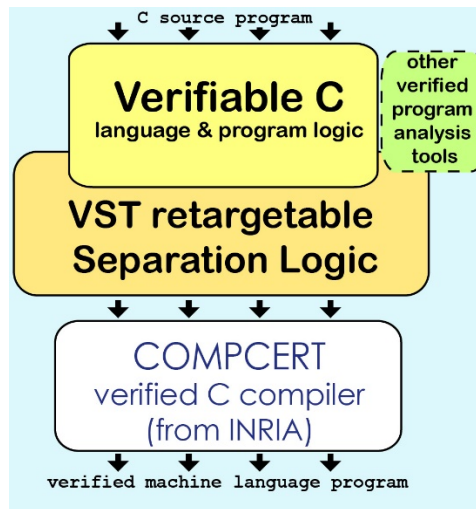 C source program
Verifiable C
language & program logic
other
verified
program
analysis
tools
VST retargetable
Separation Logic
COMPCERT
verified C compiler
(from INRIA)
verified machine language program